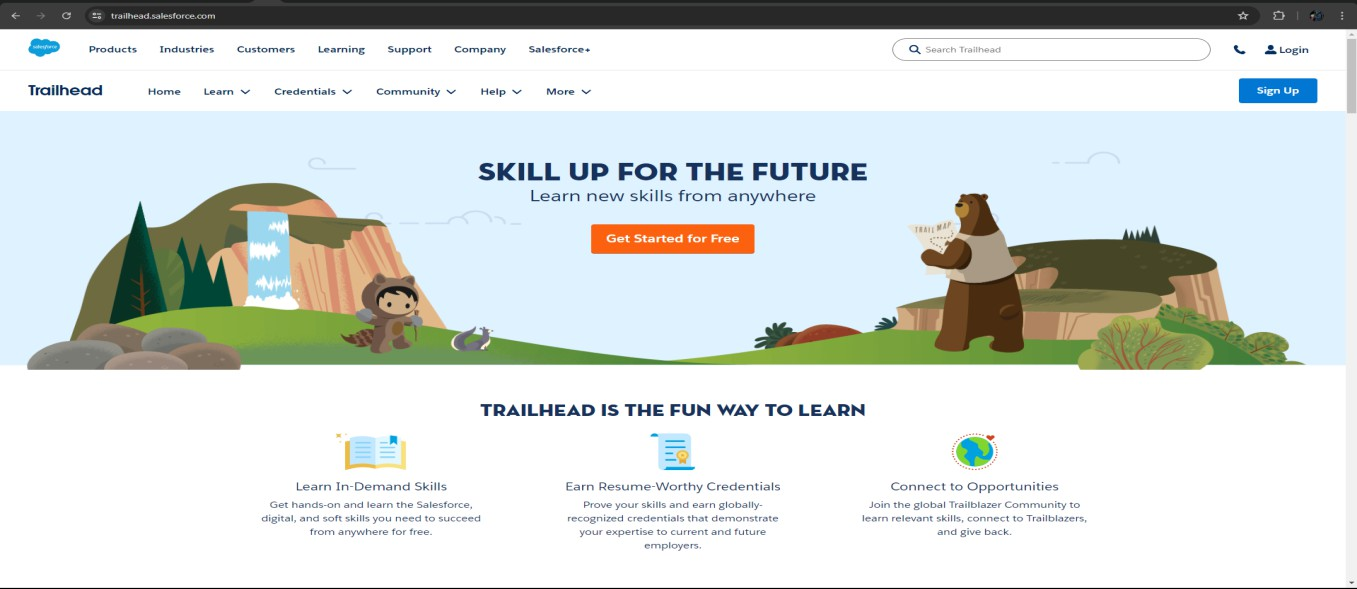 trailhead.salesforce.com
salesforce
Products Industries Customers Learning Support Company Salesforce+
Search Trailhead
Login
Trailhead
Home Learn Credentials Community Help More
Sign Up
SKILL UP FOR THE FUTURE
Learn new skills from anywhere
Get Started for Free
TRAIL MAP
TRAILHEAD IS THE FUN WAY TO LEARN
Learn In-Demand Skills
Get hands-on and learn the Salesforce,
digital, and soft skills you need to succeed
from anywhere for free.
Earn Resume-Worthy Credentials
Prove your skills and earn globally-
recognized credentials that demonstrate
your expertise to current and future
employers.
Connect to Opportunities
Join the global Trailblazer Community to
learn relevant skills, connect to Trailblazers,
and give back.